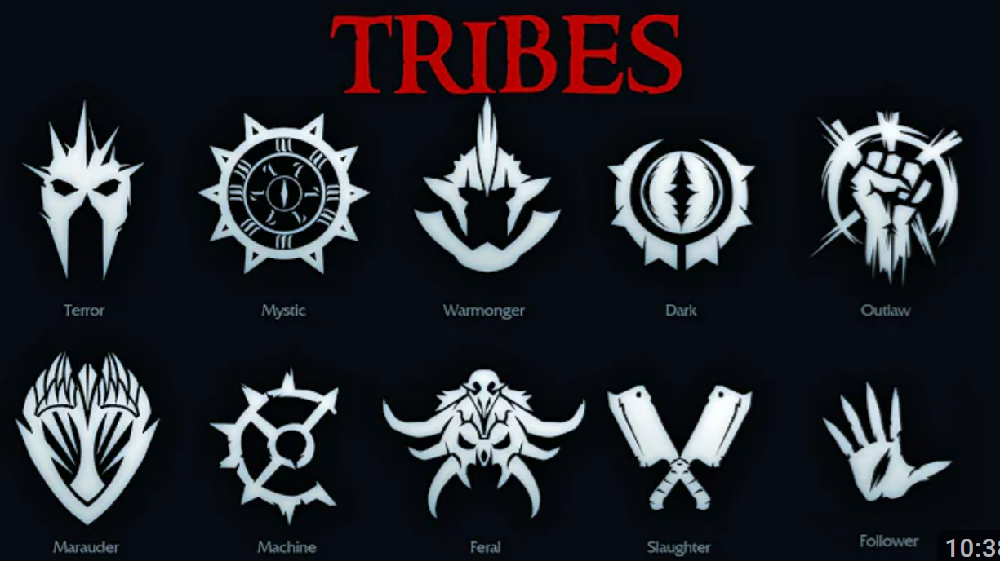 TRIBES
Terror
Mystic
Warmonger
Dark
Outlaw
Marauder
Machine
Feral
Slaughter
Follower